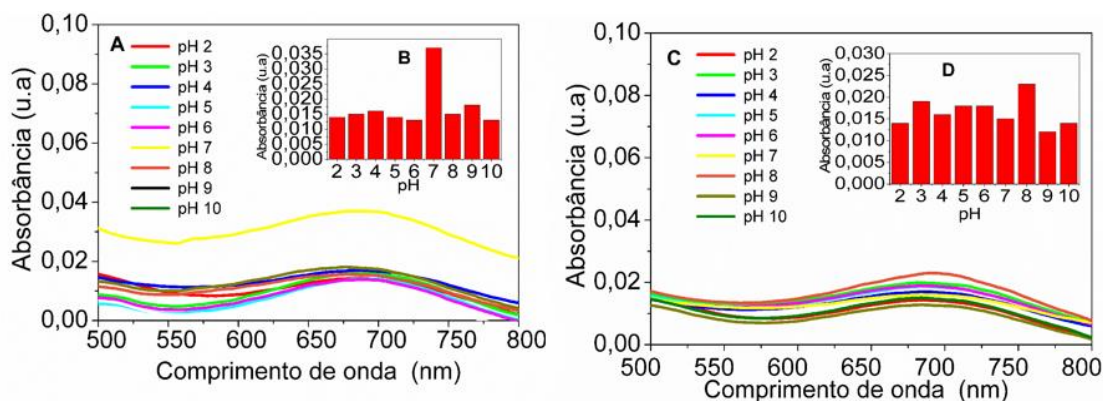 0,10
0,08
0,06
0,04
0,02
0,00
Absorbância (u.a)
A
pH 2
pH 3
pH 4
pH 5
pH 6
pH 7
pH 8
pH 9
pH 10
B
0,035
0,030
0,025
0,020
0,015
0,010
0,005
0,000
Absorbância (u.a)
2 3 4 5 6 7 8 9 10
pH
500 550 600 650 700 750 800
Comprimento de onda (nm)
0,10
0,08
0,06
0,04
0,02
0,00
Absorbância (u.a)
C
pH 2
pH 3
pH 4
pH 5
pH 6
pH 7
pH 8
pH 9
pH 10
D
0,030
0,025
0,020
0,015
0,010
0,005
0,000
Absorbância (u.a)
2 3 4 5 6 7 8 9 10
pH
500 550 600 650 700 750 800
Comprimento de onda (nm)